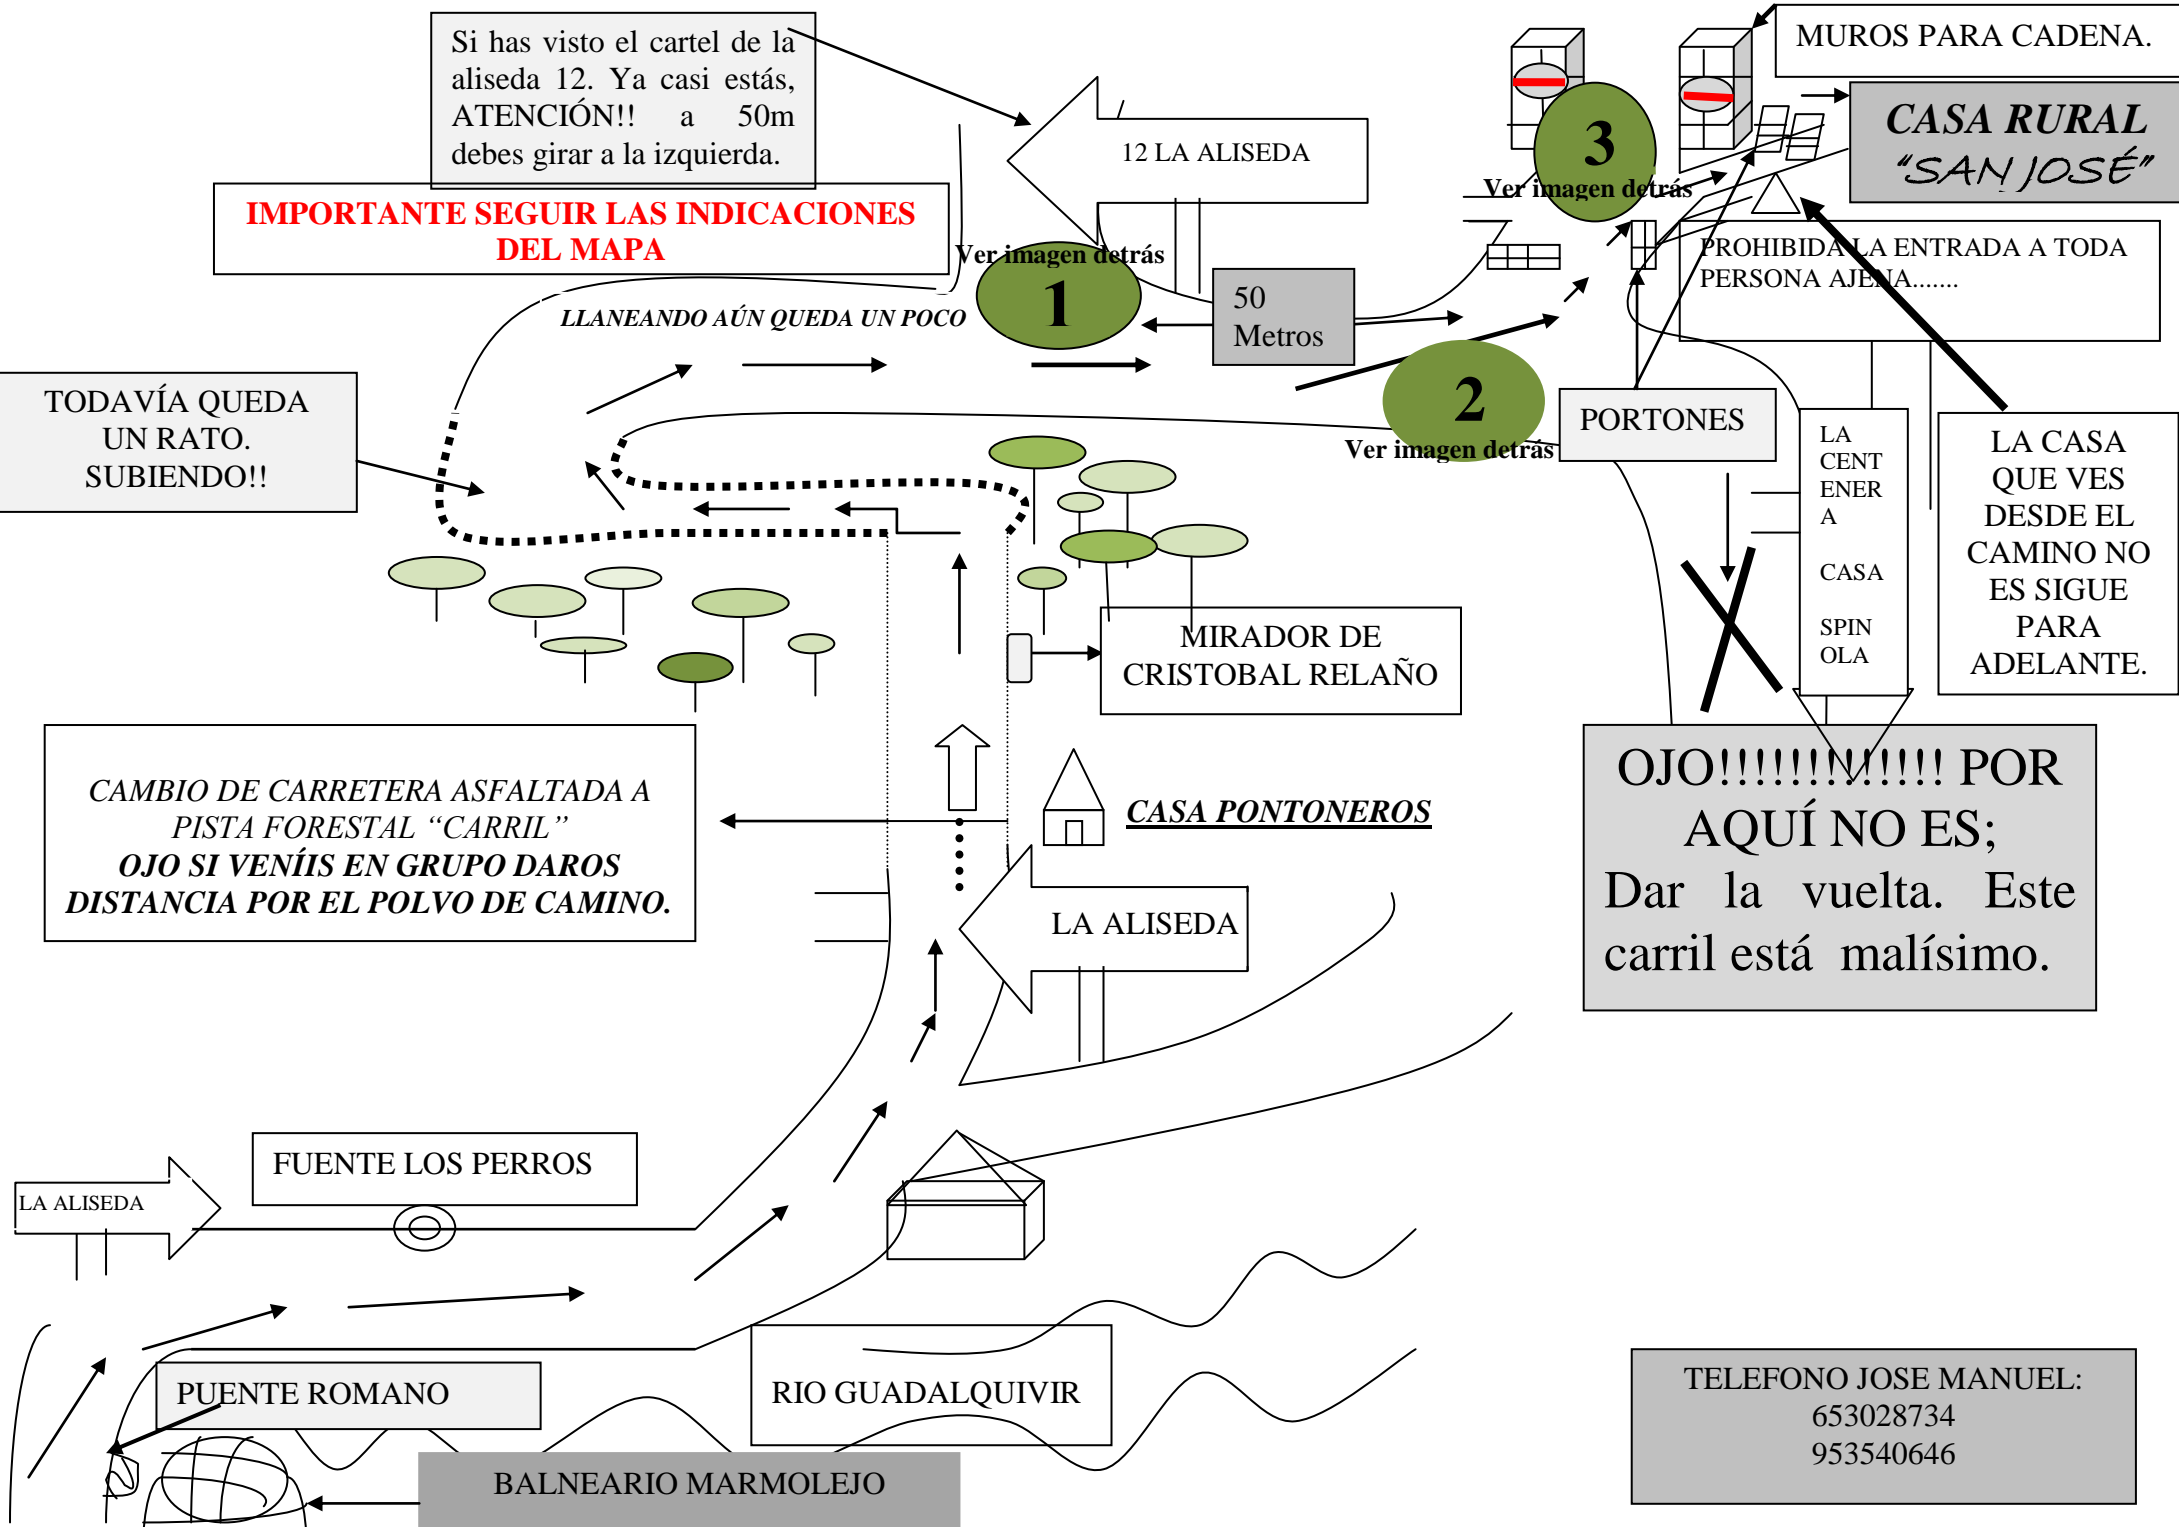 Si has visto el cartel de la
aliseda 12. Ya casi estás,
ATENCIÓN!! a 50m
debes girar a la izquierda.
IMPORTANTE SEGUIR LAS INDICACIONES
DEL MAPA
12 LA ALISEDA
MUROS PARA CADENA.
CASA RURAL
“SAN JOSÉ”
3
Ver imagen detrás
PROHIBIDA LA ENTRADA A TODA
PERSONA AJENA.......
Ver imagen detrás
1
50
Metros
LLANEANDO AÚN QUEDA UN POCO
2
Ver imagen detrás
PORTONES
TODAVÍA QUEDA
UN RATO.
SUBIENDO!!
LA
CENT
ENER
A
CASA
SPIN
OLA
LA CASA
QUE VES
DESDE EL
CAMINO NO
ES SIGUE
PARA
ADELANTE.
MIRADOR DE
CRISTOBAL RELAÑO
CAMBIO DE CARRETERA ASFALTADA A
PISTA FORESTAL “CARRIL”
OJO SI VENÍIS EN GRUPO DAROS
DISTANCIA POR EL POLVO DE CAMINO.
CASA PONTONEROS
OJO!!!!!!!!!!!!! POR
AQUÍ NO ES;
Dar la vuelta. Este
carril está malísimo.
LA ALISEDA
FUENTE LOS PERROS
LA ALISEDA
PUENTE ROMANO
RIO GUADALQUIVIR
BALNEARIO MARMOLEJO
TELEFONO JOSE MANUEL:
653028734
953540646